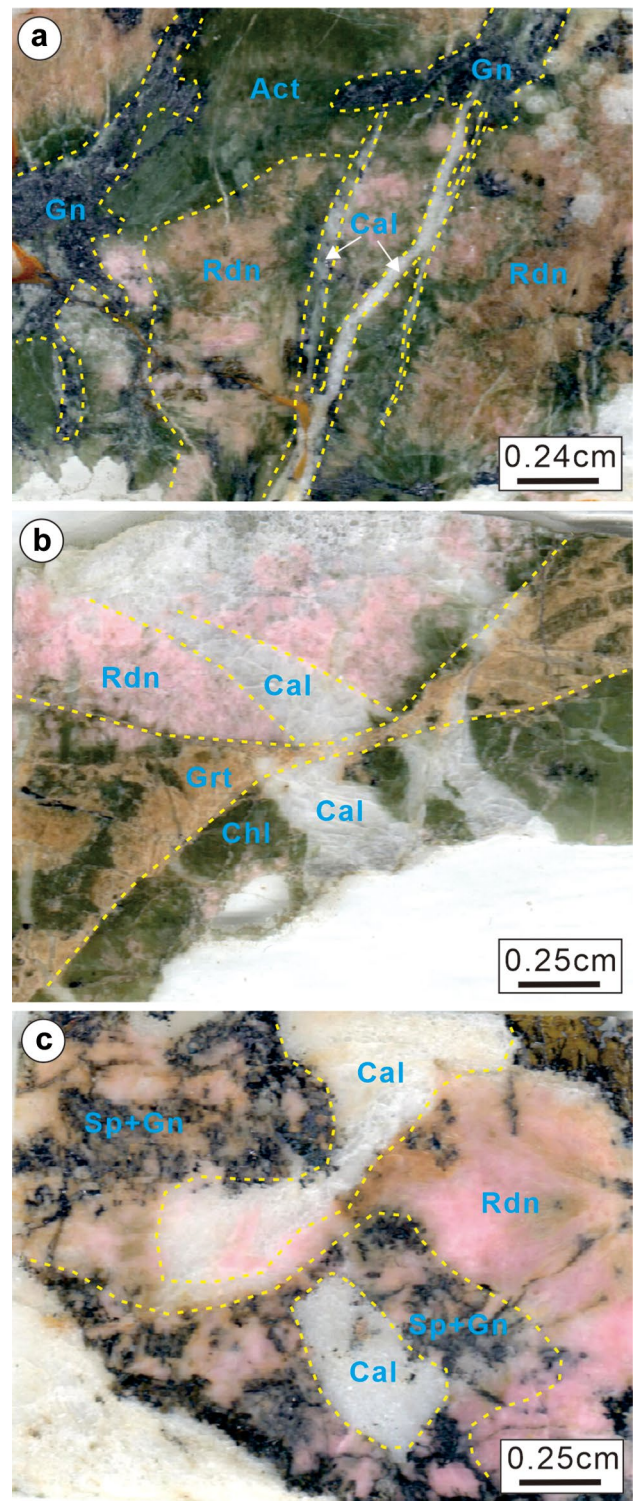 a
Gn
Act
Gn
Cal
Rdn
Rdn
0.24cm
b
Rdn
Cal
Grt
Cal
Chl
0.25cm
c
Cal
Sp+Gn
Rdn
Sp+Gn
Cal
0.25cm